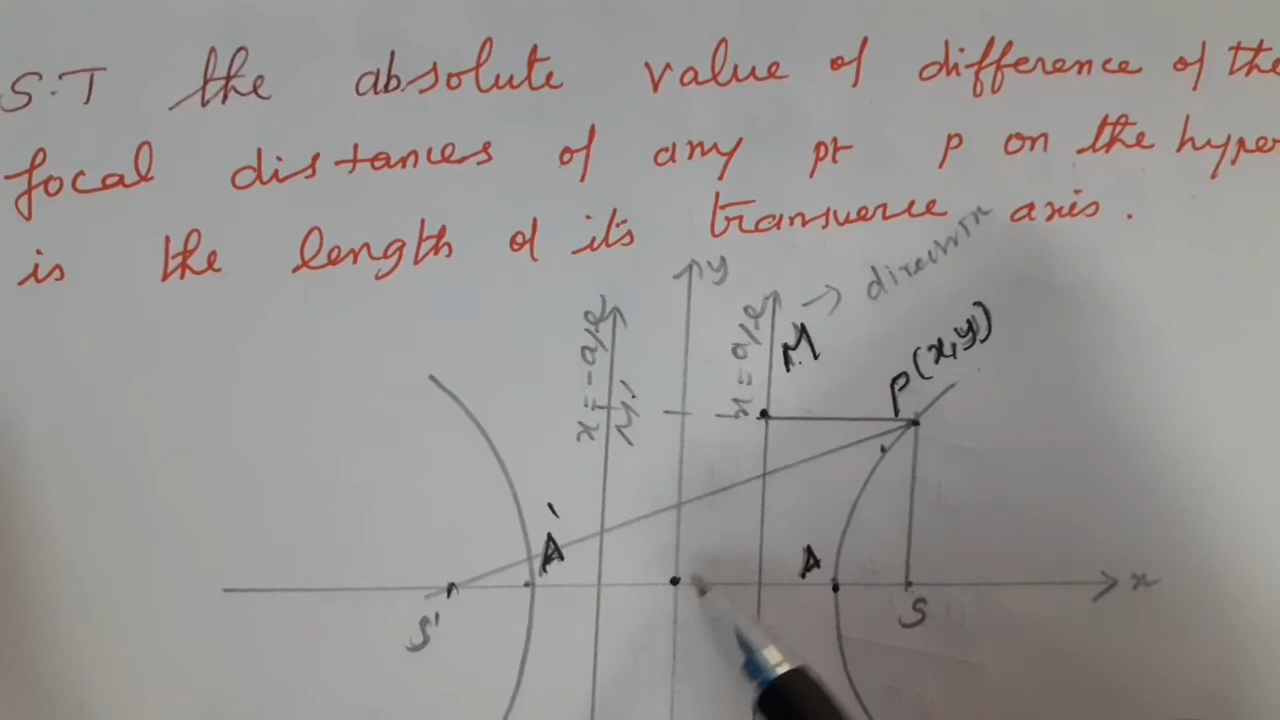 S.T the absolute value of difference of the
focal distances of any pt P on the hyper
is the length of its transverse axis.
y
→ directrix
x = -a/e
x = a/e
M
P(x,y)
M'
A'
A
x
S'
S